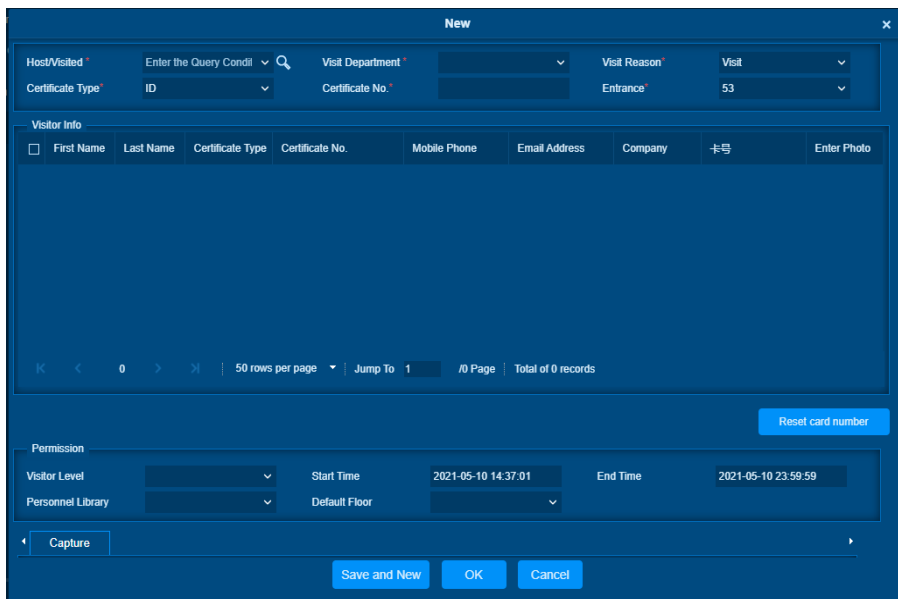 New
×
Host/Visited * Enter the Query Condil Visit Department * Visit Reason* Visit
Certificate Type* ID Certificate No.* Entrance* 53
Visitor Info
First Name Last Name Certificate Type Certificate No. Mobile Phone Email Address Company 卡号 Enter Photo
0 50 rows per page Jump To 1 /0 Page Total of 0 records
Reset card number
Permission
Visitor Level Start Time 2021-05-10 14:37:01 End Time 2021-05-10 23:59:59
Personnel Library Default Floor
Capture
Save and New OK Cancel